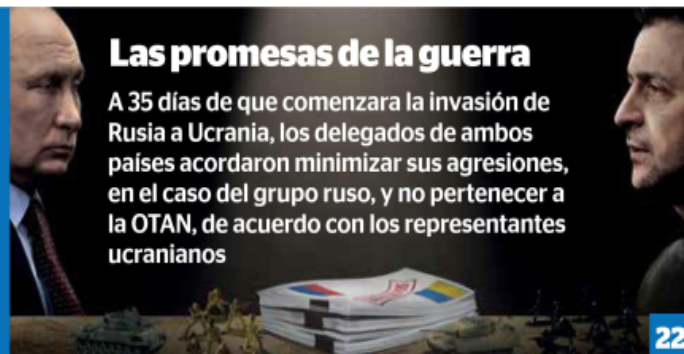 Las promesas de la guerra
A 35 días de que comenzara la invasión de
Rusia a Ucrania, los delegados de ambos
países acordaron minimizar sus agresiones,
en el caso del grupo ruso, y no pertenecer a
la OTAN, de acuerdo con los representantes
ucranianos
22